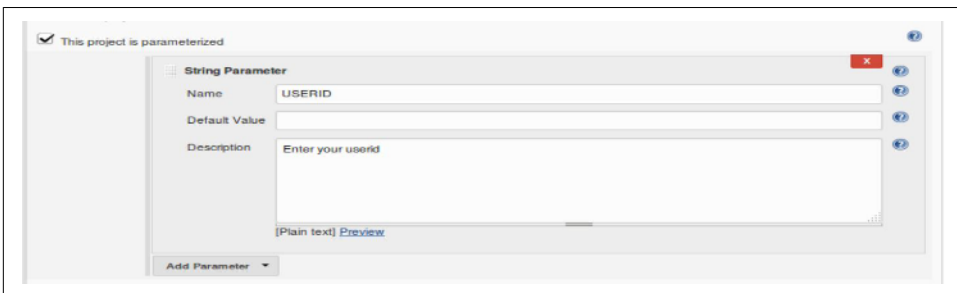 This project is parameterized
x
String Parameter
Name USERID
Default Value
Description Enter your userid
[Plain text] Preview
Add Parameter